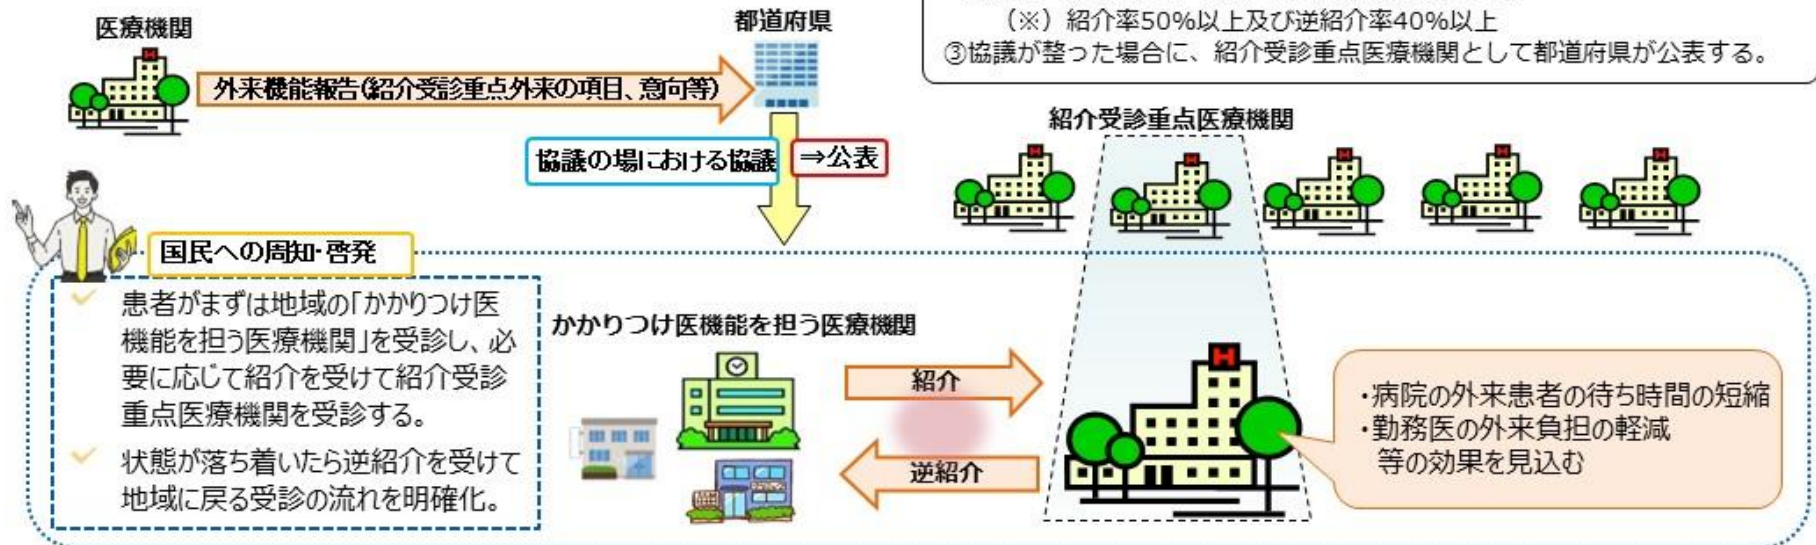 （※）紹介率50%以上及び逆紹介率40%以上
③協議が整った場合に、紹介受診重点医療機関として都道府県が公表する。
医療機関
都道府県
外来機能報告(紹介受診重点外来の項目、意向等)
協議の場における協議
⇒公表
紹介受診重点医療機関
国民への周知・啓発
患者がまずは地域の「かかりつけ医
機能を担う医療機関」を受診し、必
要に応じて紹介を受けて紹介受診
重点医療機関を受診する。
状態が落ち着いたら逆紹介を受けて
地域に戻る受診の流れを明確化。
かかりつけ医機能を担う医療機関
紹介
逆紹介
・病院の外来患者の待ち時間の短縮
・勤務医の外来負担の軽減
等の効果を見込む